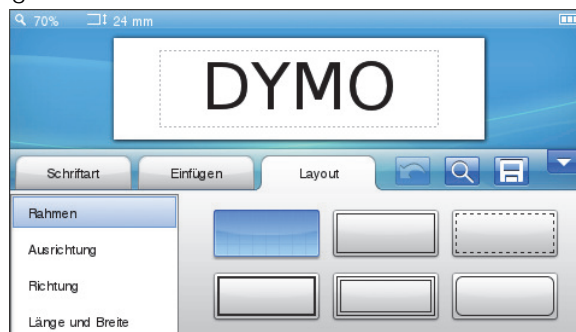 70% 24 mm
DYMO
Schriftart Einfügen Layout
Rahmen
Ausrichtung
Richtung
Länge und Breite